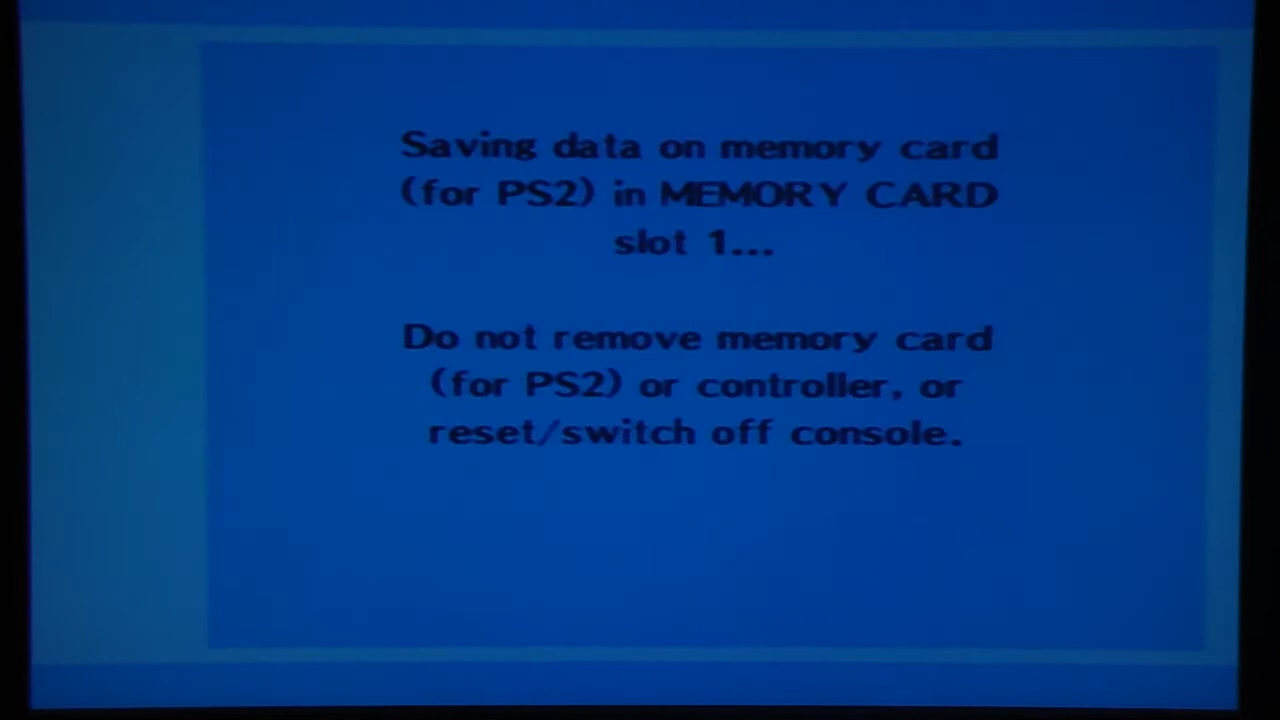 Saving data on memory card
(for PS2) in MEMORY CARD
slot 1...
Do not remove memory card
(for PS2) or controller, or
reset/switch off console.